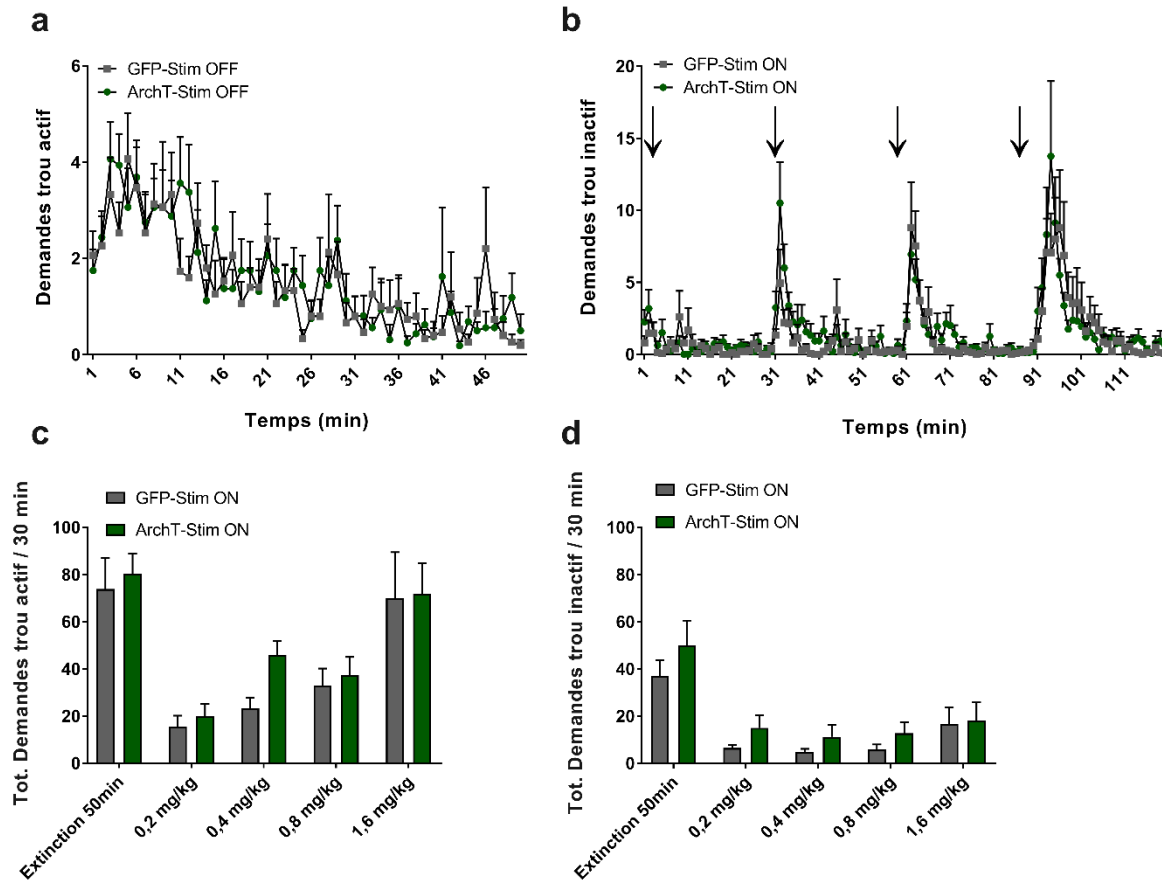 a
GFP-Stim OFF
ArchT-Stim OFF
Demandes trou actif
6
4
2
0
1 6 11 16 21 26 31 36 41 46
Temps (min)
b
GFP-Stim ON
ArchT-Stim ON
Demandes trou inactif
20
15
10
5
0
1 11 21 31 41 51 61 71 81 91 101 111
Temps (min)
c
GFP-Stim ON
ArchT-Stim ON
Tot. Demandes trou actif / 30 min
100
80
60
40
20
0
Extinction 50min
0,2 mg/kg
0,4 mg/kg
0,8 mg/kg
1,6 mg/kg
d
GFP-Stim ON
ArchT-Stim ON
Tot. Demandes trou inactif / 30 min
100
80
60
40
20
0
Extinction 50min
0,2 mg/kg
0,4 mg/kg
0,8 mg/kg
1,6 mg/kg